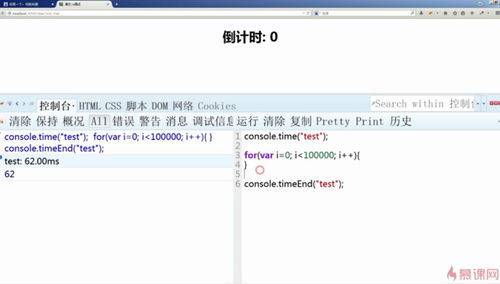 倒计时: 0
控制台 HTML CSS 脚本 DOM 网络 Cookies
Search within 控制台
清除 保持 概况 All 错误 警告 消息 调试信息 运行 清除 复制 Pretty Print 历史
console.time("test"); for(var i=0; i<100000; i++){ }
console.timeEnd("test");
test: 62.00ms
62
1 console.time("test");
2
3 for(var i=0; i<100000; i++){
4 }
5
6 console.timeEnd("test");
慕课网